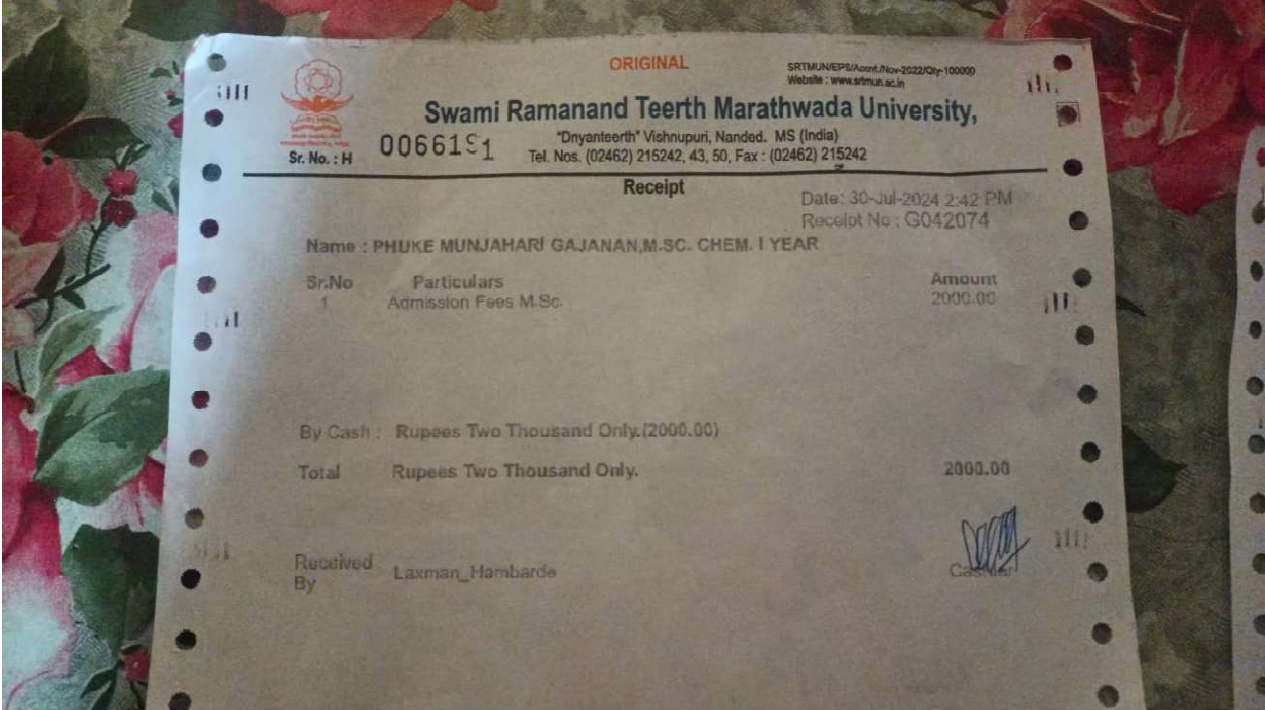 ORIGINAL
SRTMUN/EPS/Accnt./Nov-2022/Qty-100000
Website : www.srtmun.ac.in
Swami Ramanand Teerth Marathwada University,
"Dnyanteerth" Vishnupuri, Nanded. MS (India)
Sr. No. : H 0066191
Tel. Nos. (02462) 215242, 43, 50, Fax : (02462) 215242
Receipt
Date: 30-Jul-2024 2:42 PM
Receipt No : G042074
Name : PHUKE MUNJAHARI GAJANAN,M.SC. CHEM. I YEAR
Sr.No Particulars Amount
1 Admission Fees M.Sc. 2000.00
By Cash : Rupees Two Thousand Only.(2000.00)
Total Rupees Two Thousand Only. 2000.00
Received By Laxman_Hambarde
Cashier